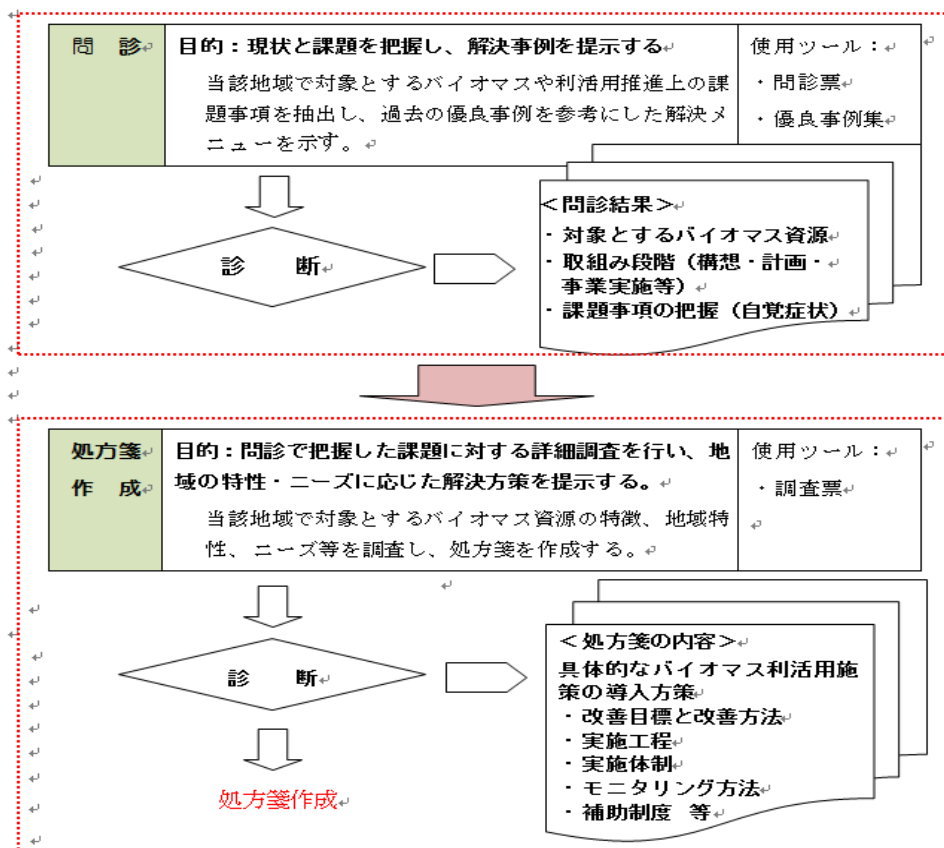 問　診
目的：現状と課題を把握し、解決事例を提示する
当該地域で対象とするバイオマスや利活用推進上の課
題事項を抽出し、過去の優良事例を参考にした解決メ
ニューを示す。
使用ツール：
・問診票
・優良事例集
診　　断
＜問診結果＞
・対象とするバイオマス資源
・取組み段階（構想・計画・
事業実施等）
・課題事項の把握（自覚症状）
処方箋
作　成
目的：問診で把握した課題に対する詳細調査を行い、地
域の特性・ニーズに応じた解決方策を提示する。
当該地域で対象とするバイオマス資源の特徴、地域特
性、ニーズ等を調査し、処方箋を作成する。
使用ツール：
・調査票
診　　断
＜処方箋の内容＞
具体的なバイオマス利活用施
策の導入方策
・改善目標と改善方法
・実施工程
・実施体制
・モニタリング方法
・補助制度　等
処方箋作成